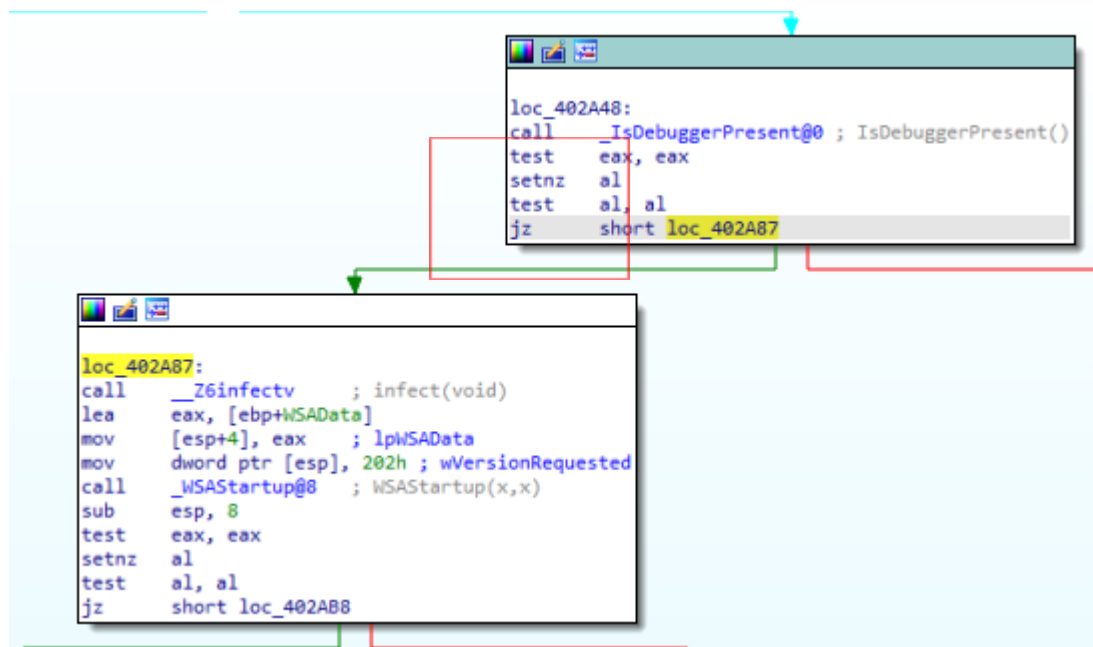 loc_402A48:
call _IsDebuggerPresent@0 ; IsDebuggerPresent()
test eax, eax
setnz al
test al, al
jz short loc_402A87
loc_402A87:
call __Z6infectv ; infect(void)
lea eax, [ebp+WSAData]
mov [esp+4], eax ; lpWSAData
mov dword ptr [esp], 202h ; wVersionRequested
call _WSAStartup@8 ; WSAStartup(x,x)
sub esp, 8
test eax, eax
setnz al
test al, al
jz short loc_402AB8